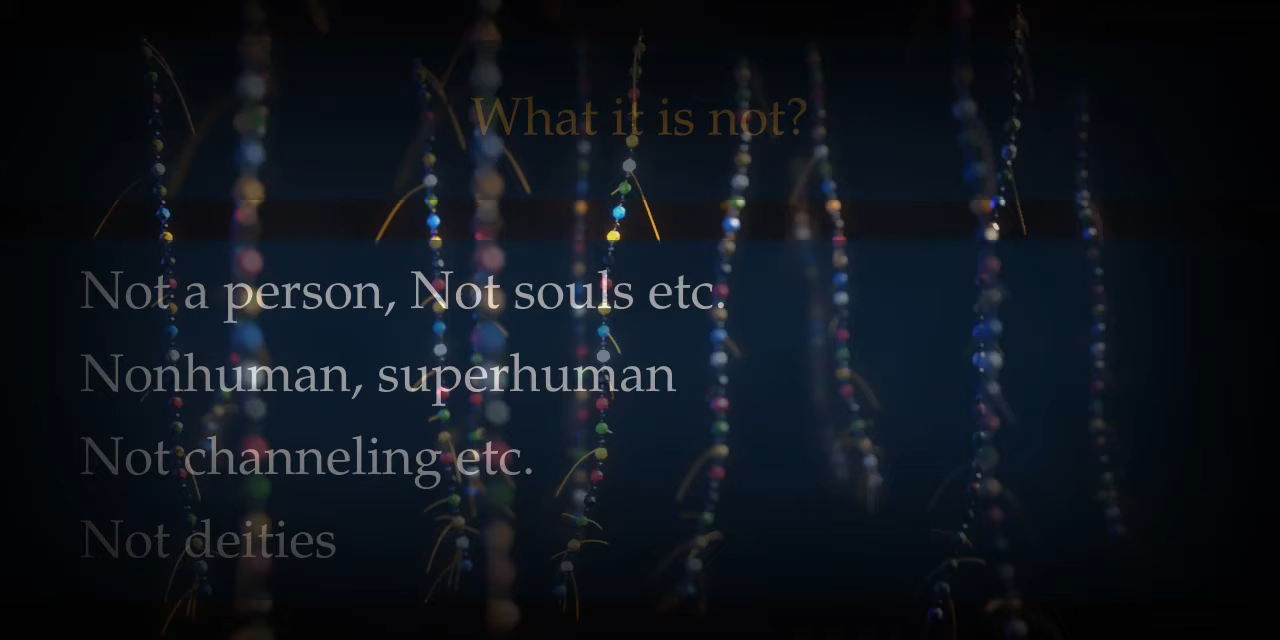 What it is not?
Not a person, Not souls etc.
Nonhuman, superhuman
Not channeling etc.
Not deities